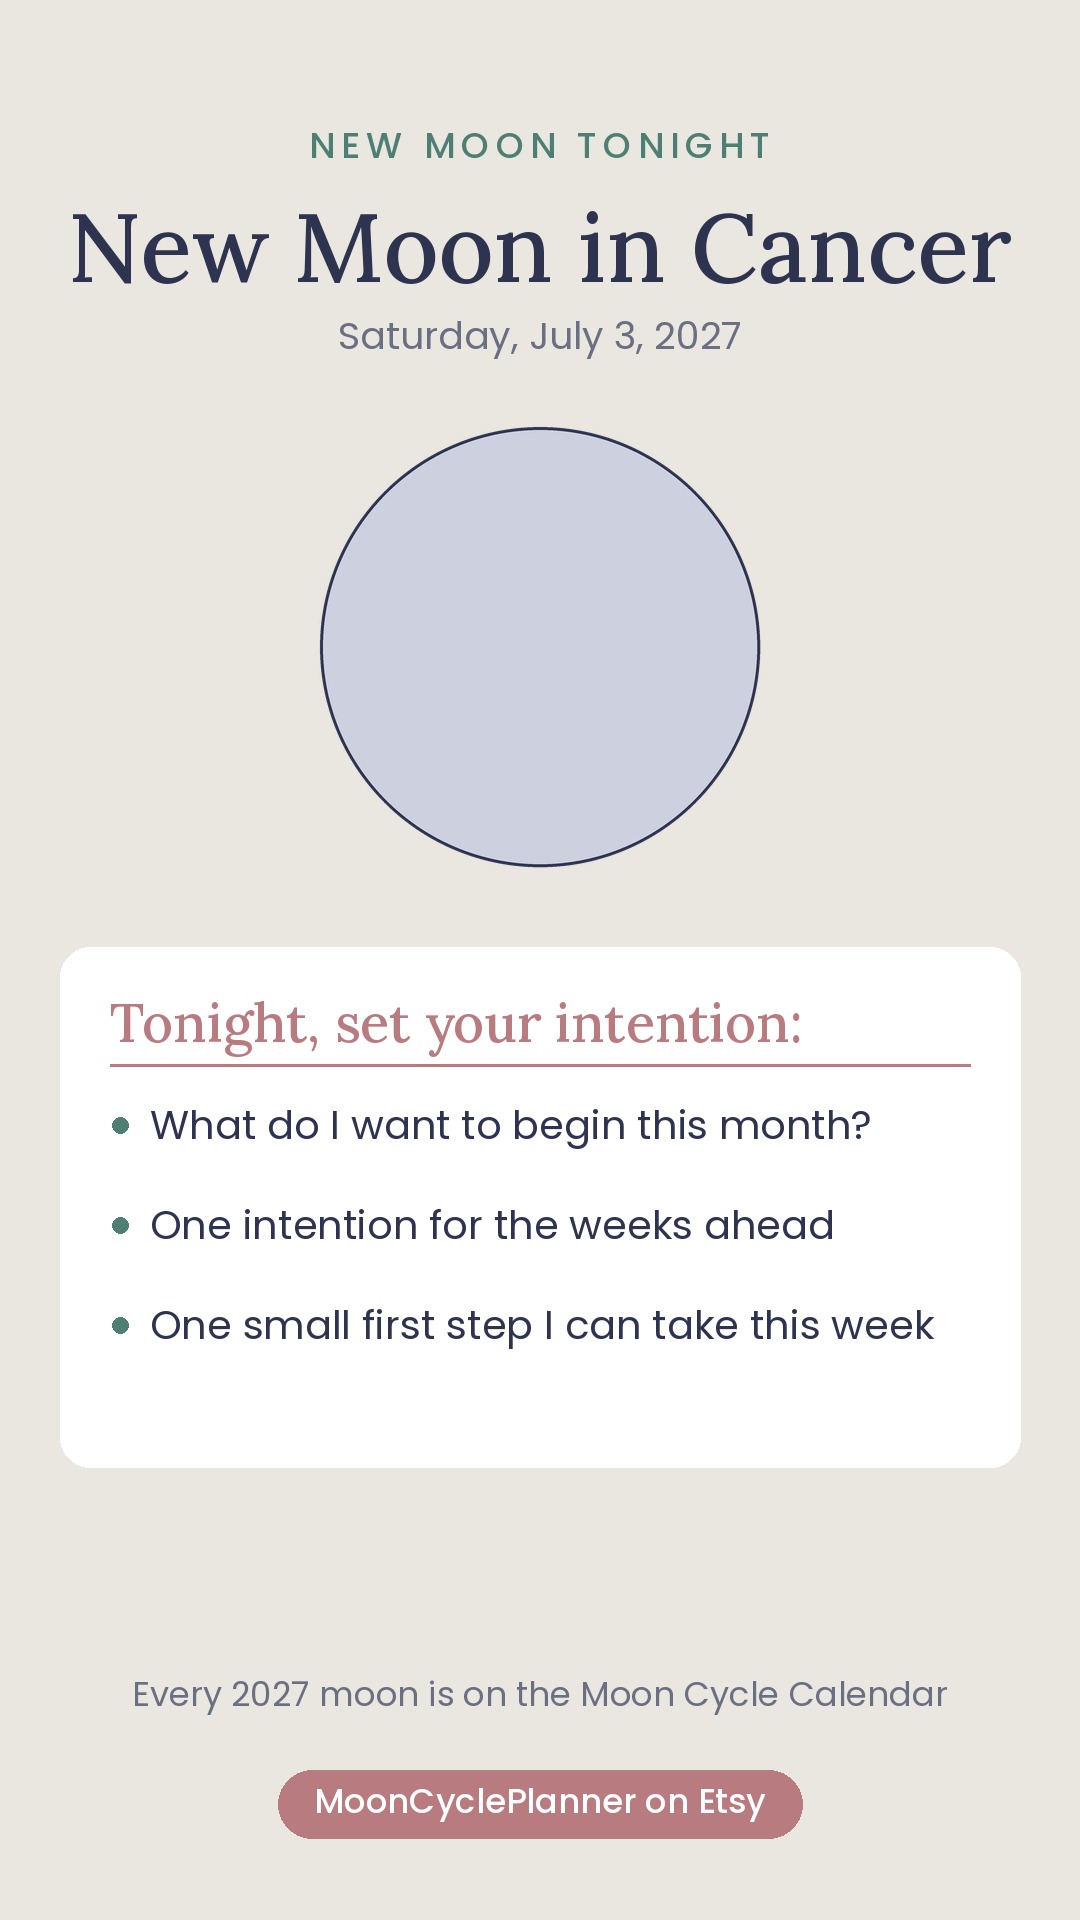 NEW MOON TONIGHT
New Moon in Cancer
Saturday, July 3, 2027
Tonight, set your intention:
What do I want to begin this month?
One intention for the weeks ahead
One small first step I can take this week
Every 2027 moon is on the Moon Cycle Calendar
MoonCyclePlanner on Etsy